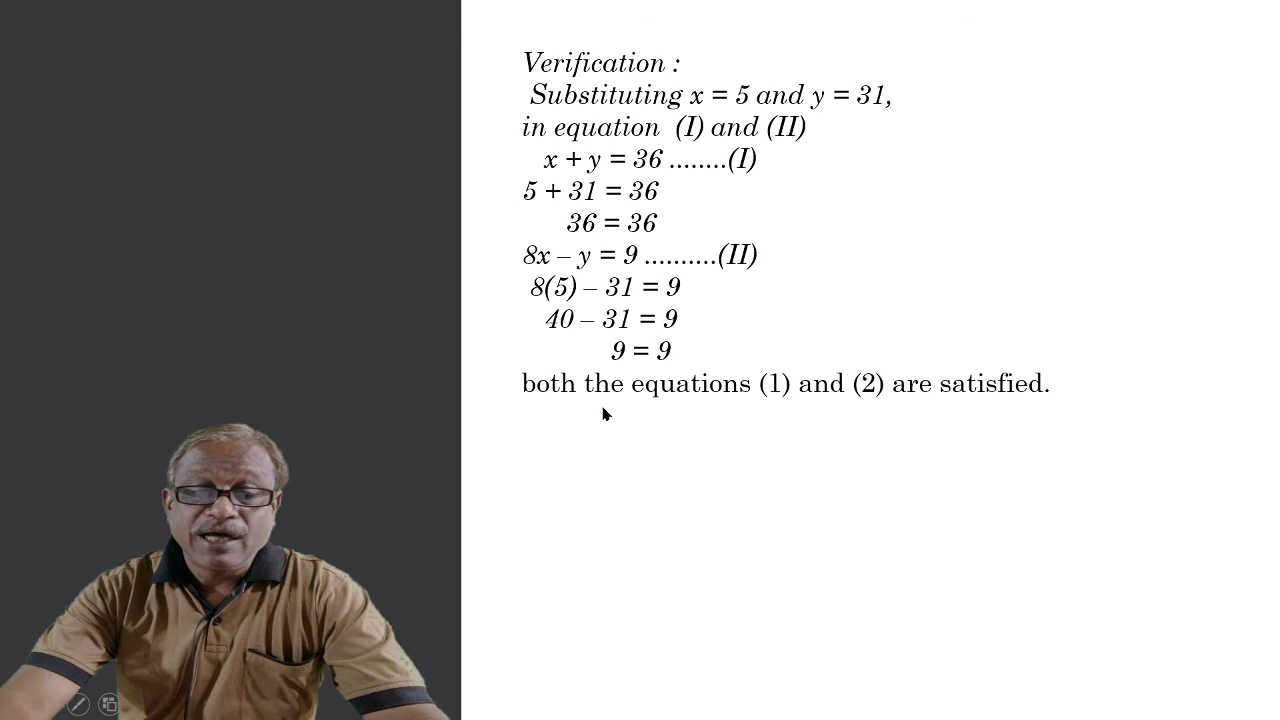 Verification :
Substituting x = 5 and y = 31,
in equation (I) and (II)
x + y = 36 ........(I)
5 + 31 = 36
36 = 36
8x – y = 9 ..........(II)
8(5) – 31 = 9
40 – 31 = 9
9 = 9
both the equations (1) and (2) are satisfied.